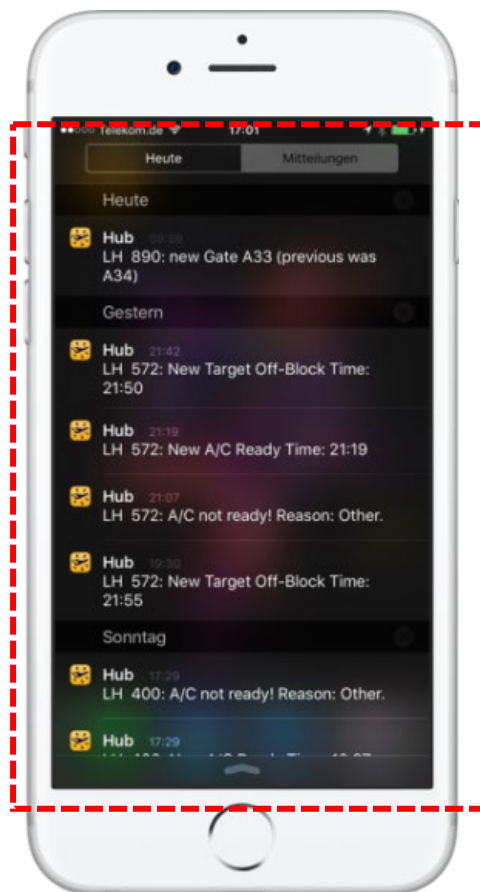 Telekom.de 17:01
Heute Mitteilungen
Heute
Hub 09:59
LH 890: new Gate A33 (previous was
A34)
Gestern
Hub 21:42
LH 572: New Target Off-Block Time:
21:50
Hub 21:19
LH 572: New A/C Ready Time: 21:19
Hub 21:07
LH 572: A/C not ready! Reason: Other.
Hub 19:30
LH 572: New Target Off-Block Time:
21:55
Sonntag
Hub 17:29
LH 400: A/C not ready! Reason: Other.
Hub 17:29